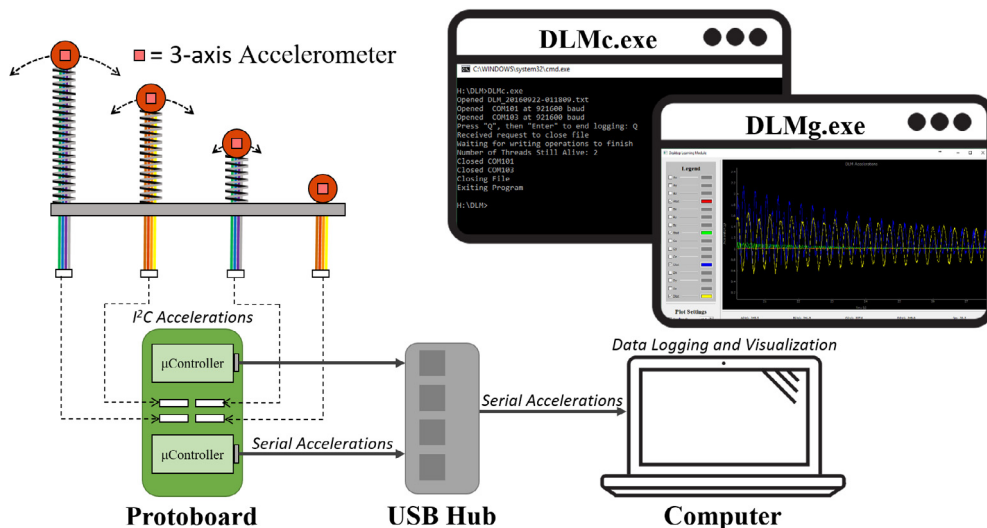 = 3-axis Accelerometer
DLMc.exe
C:\WINDOWS\system32\cmd.exe
H:\DLM>DLMc.exe
Opened DLM_20160922-011809.txt
Opened  COM101 at 921600 baud
Opened  COM103 at 921600 baud
Press "Q", then "Enter" to end logging: Q
Received request to close file
Waiting for writing operations to finish
Number of Threads Still Alive: 2
Closed COM101
Closed COM103
Closing File
Exiting Program
H:\DLM>
DLMg.exe
Legend
Plot Settings
I²C Accelerations
μController
μController
Serial Accelerations
Serial Accelerations
Data Logging and Visualization
Protoboard
USB Hub
Computer